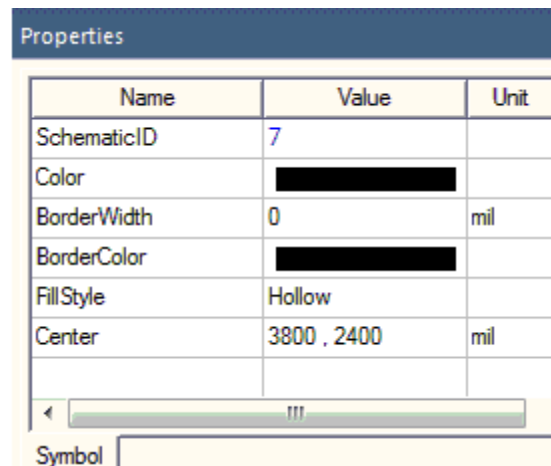 Properties
Name Value Unit
SchematicID 7
Color
BorderWidth 0 mil
BorderColor
FillStyle Hollow
Center 3800 , 2400 mil
Symbol